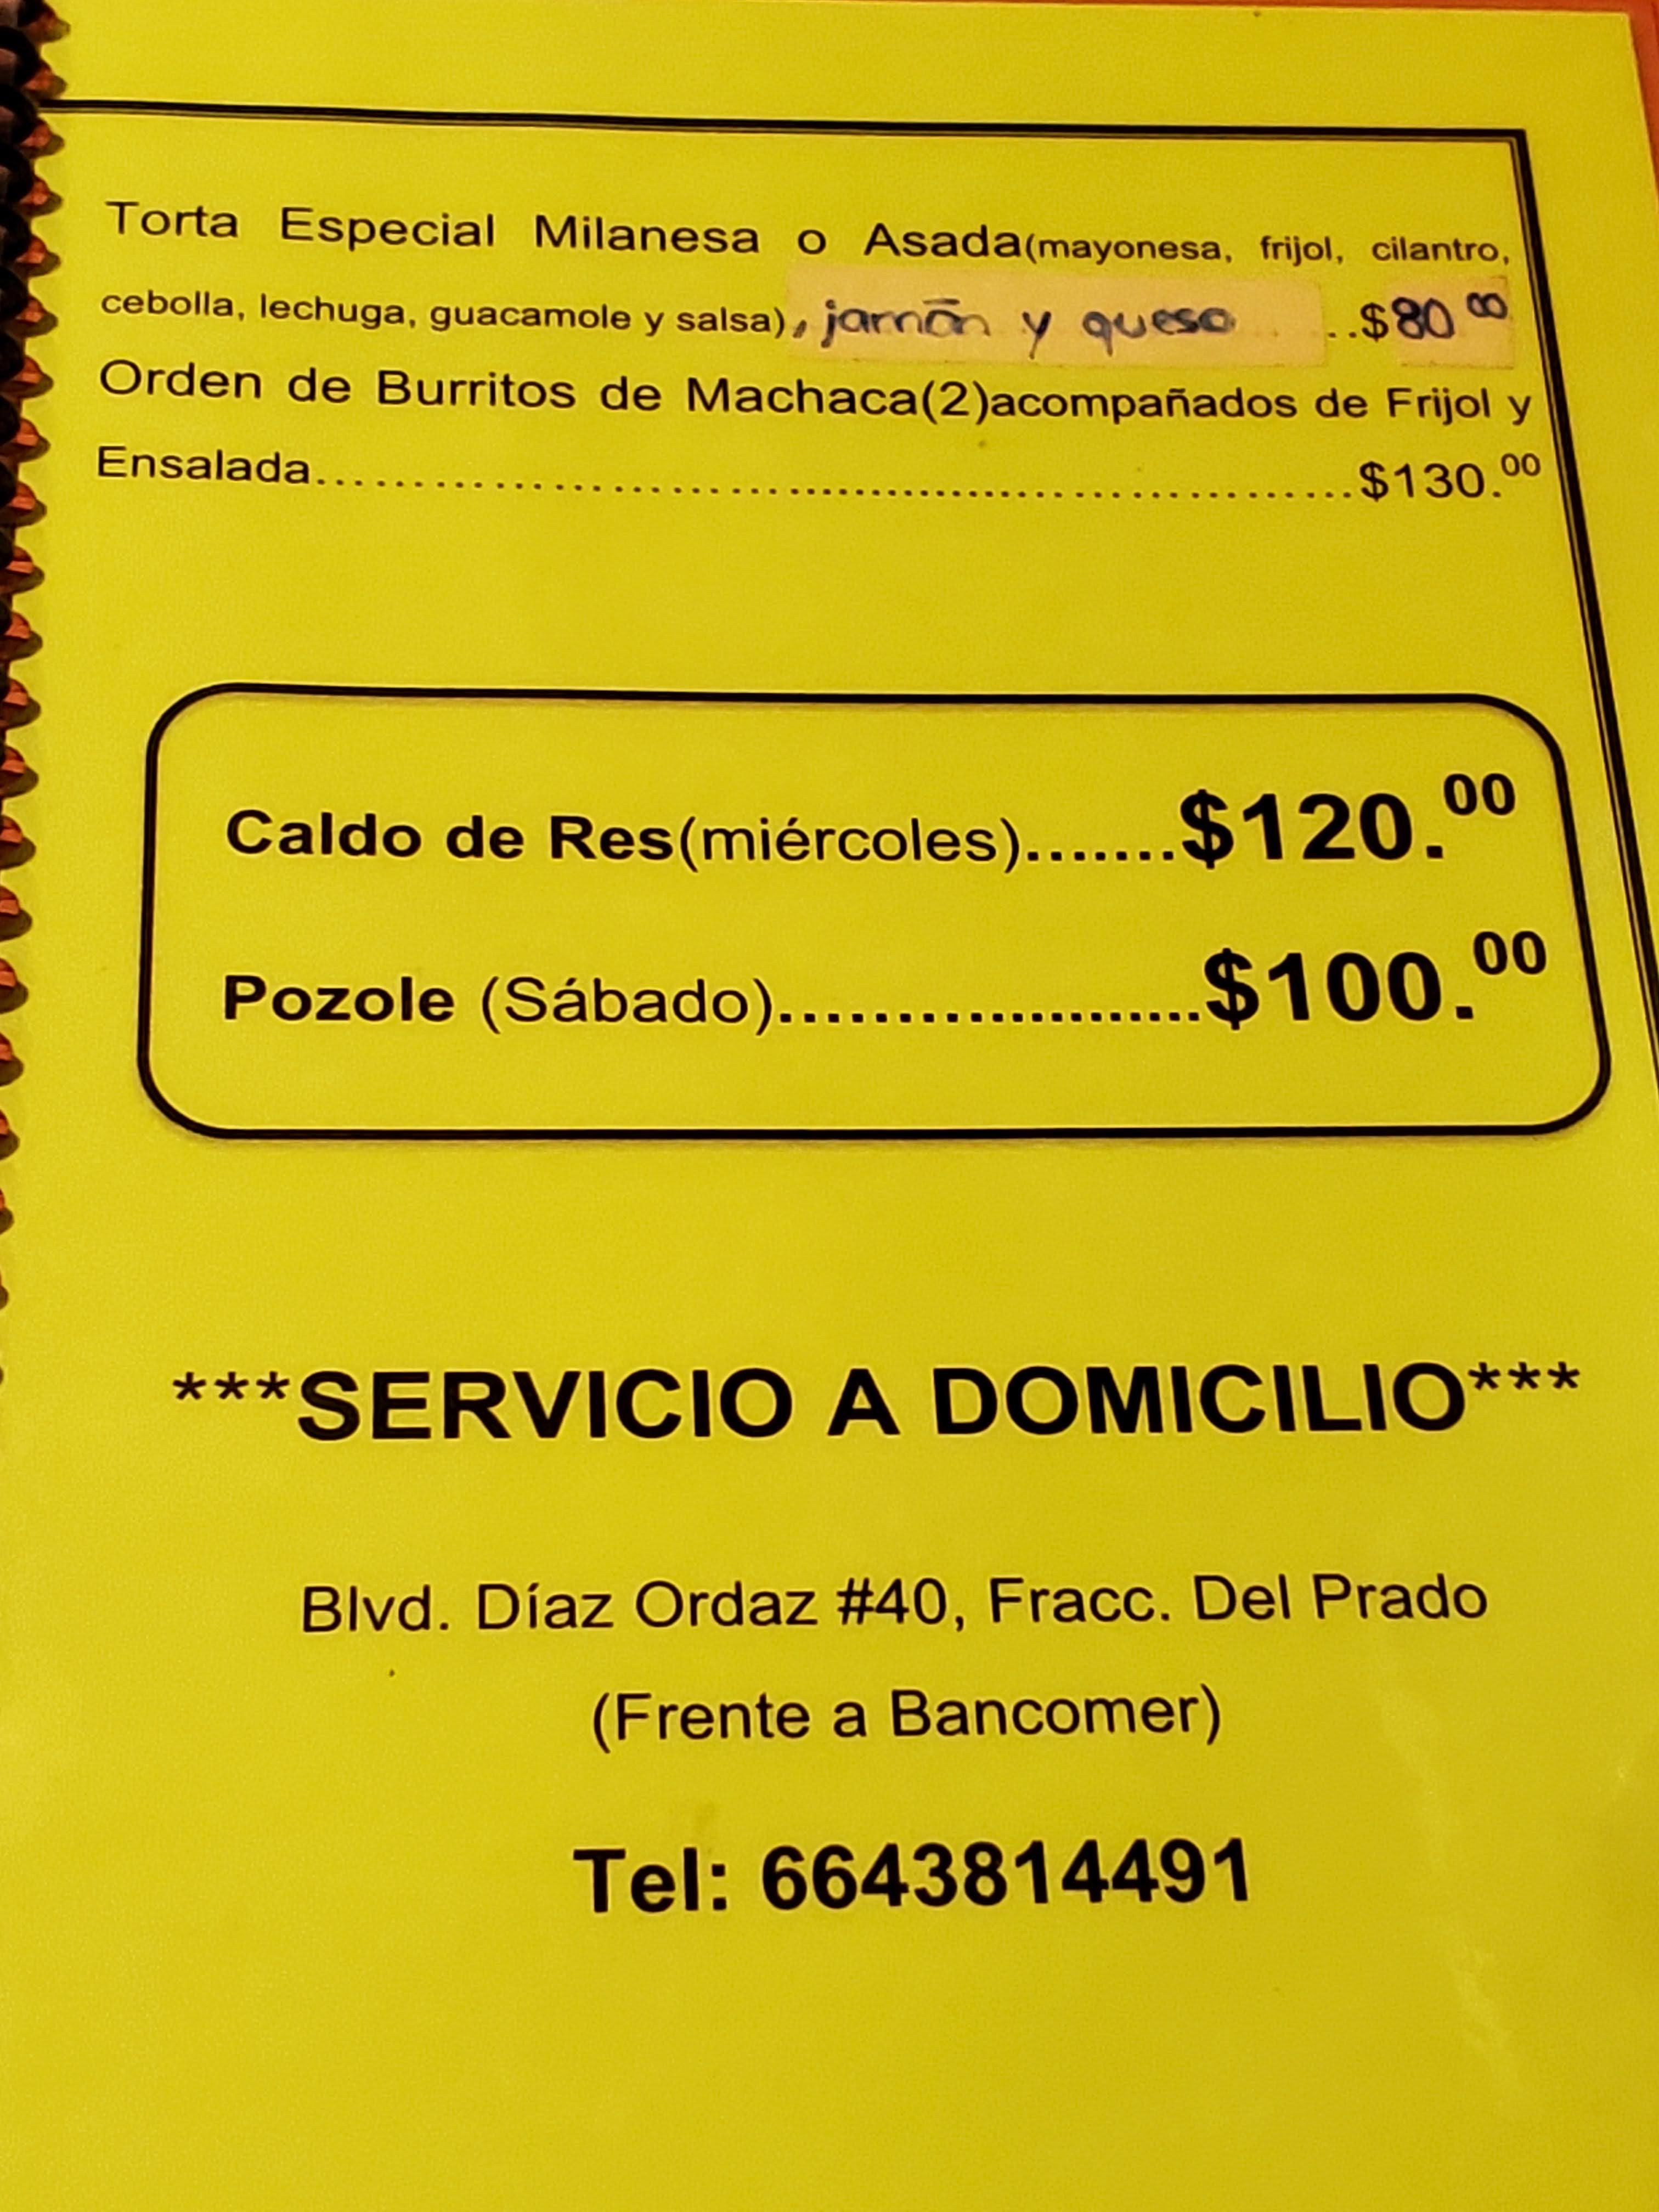 Torta Especial Milanesa o Asada(mayonesa, frijol, cilantro,
cebolla, lechuga, guacamole y salsa), jamōn y queso ..$80 00
Orden de Burritos de Machaca(2)acompañados de Frijol y
Ensalada..........................................................$130.00
Caldo de Res(miércoles).......$120.00
Pozole (Sábado)....................$100.00
***SERVICIO A DOMICILIO***
Blvd. Díaz Ordaz #40, Fracc. Del Prado
(Frente a Bancomer)
Tel: 6643814491